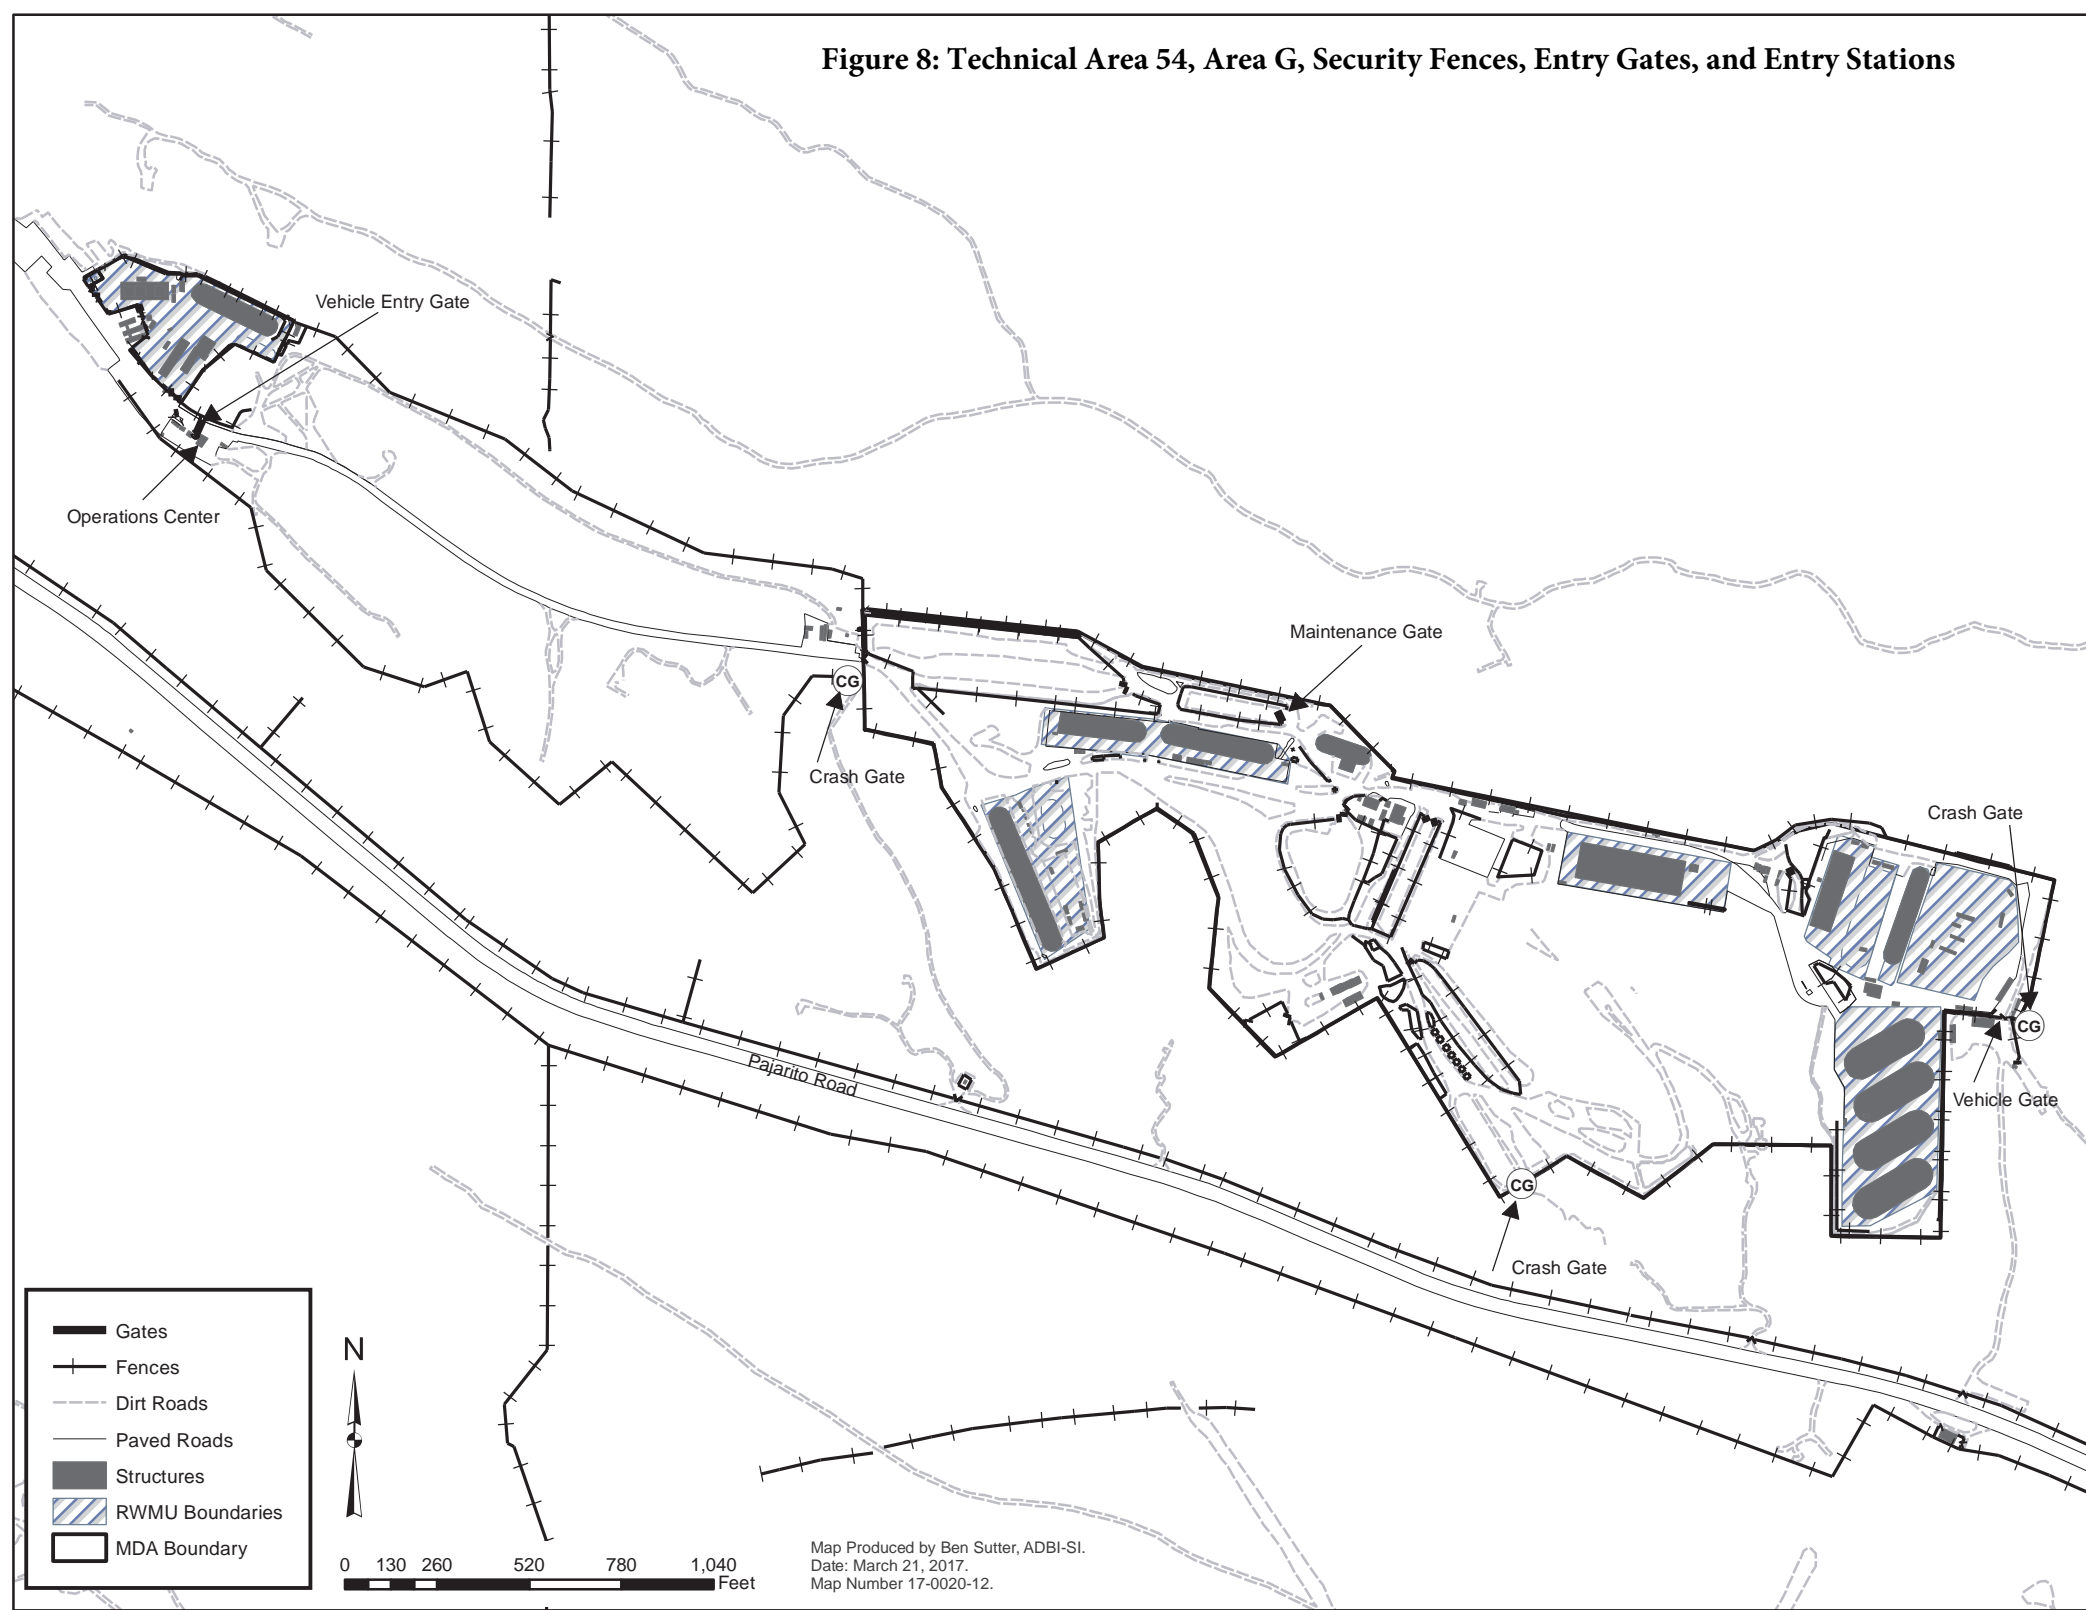 Figure 8: Technical Area 54, Area G, Security Fences, Entry Gates, and Entry Stations
Vehicle Entry Gate
Operations Center
Maintenance Gate
CG
Crash Gate
Crash Gate
CG
Vehicle Gate
Pajarito Road
CG
Crash Gate
Gates
Fences
Dirt Roads
Paved Roads
Structures
RWMU Boundaries
MDA Boundary
N
0 130 260 520 780 1,040
Feet
Map Produced by Ben Sutter, ADBI-SI.
Date: March 21, 2017.
Map Number 17-0020-12.